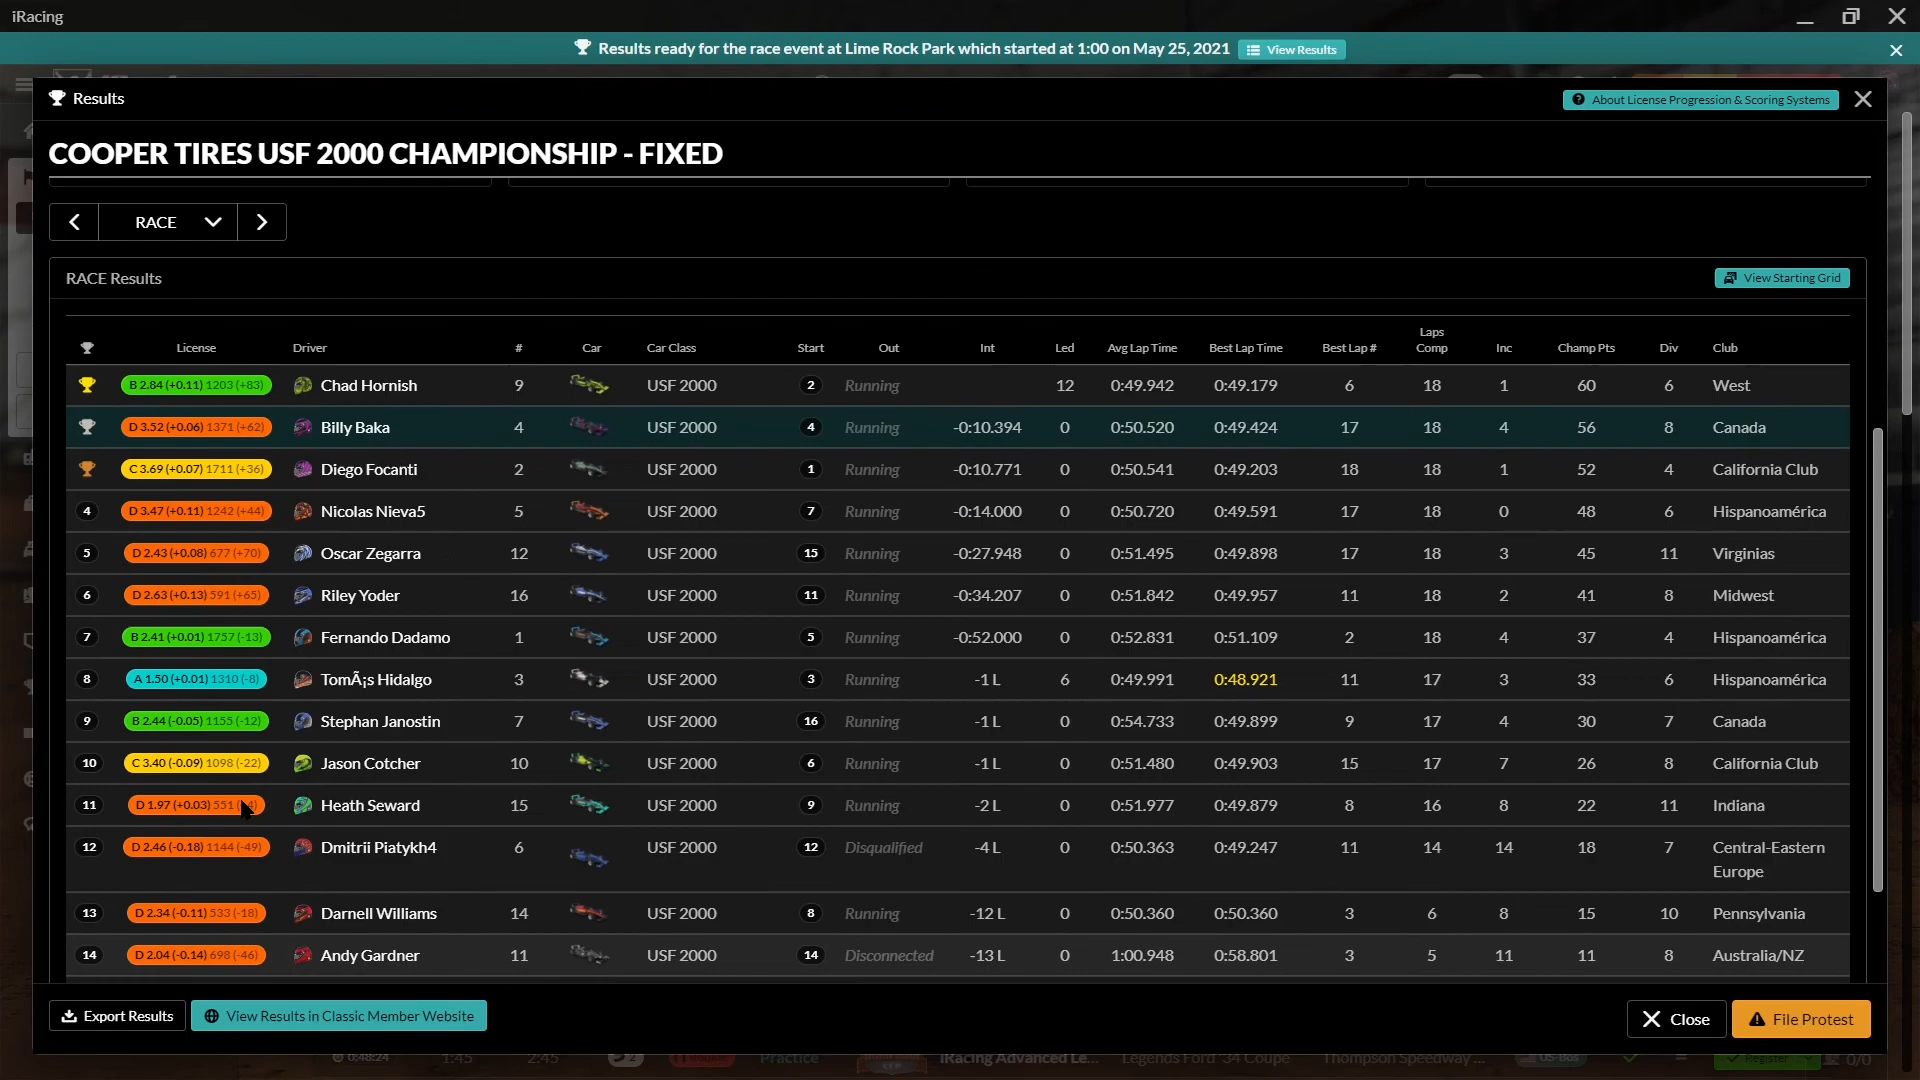 iRacing
Results ready for the race event at Lime Rock Park which started at 1:00 on May 25, 2021 View Results
Results About License Progression & Scoring Systems
COOPER TIRES USF 2000 CHAMPIONSHIP - FIXED
RACE
RACE Results View Starting Grid
License Driver # Car Car Class Start Out Int Led Avg Lap Time Best Lap Time Best Lap # Laps Comp Inc Champ Pts Div Club
B 2.84 (+0.11) 1203 (+83) Chad Hornish 9 USF 2000 2 Running 12 0:49.942 0:49.179 6 18 1 60 6 West
D 3.52 (+0.06) 1371 (+62) Billy Baka 4 USF 2000 4 Running -0:10.394 0 0:50.520 0:49.424 17 18 4 56 8 Canada
C 3.69 (+0.07) 1711 (+36) Diego Focanti 2 USF 2000 1 Running -0:10.771 0 0:50.541 0:49.203 18 18 1 52 4 California Club
4 D 3.47 (+0.11) 1242 (+44) Nicolas Nieva5 5 USF 2000 7 Running -0:14.000 0 0:50.720 0:49.591 17 18 0 48 6 Hispanoamérica
5 D 2.43 (+0.08) 677 (+70) Oscar Zegarra 12 USF 2000 15 Running -0:27.948 0 0:51.495 0:49.898 17 18 3 45 11 Virginias
6 D 2.63 (+0.13) 591 (+65) Riley Yoder 16 USF 2000 11 Running -0:34.207 0 0:51.842 0:49.957 11 18 2 41 8 Midwest
7 B 2.41 (+0.01) 1757 (-13) Fernando Dadamo 1 USF 2000 5 Running -0:52.000 0 0:52.831 0:51.109 2 18 4 37 4 Hispanoamérica
8 A 1.50 (+0.01) 1310 (-8) TomÃ¡s Hidalgo 3 USF 2000 3 Running -1 L 6 0:49.991 0:48.921 11 17 3 33 6 Hispanoamérica
9 B 2.44 (-0.05) 1155 (-12) Stephan Janostin 7 USF 2000 16 Running -1 L 0 0:54.733 0:49.899 9 17 4 30 7 Canada
10 C 3.40 (-0.09) 1098 (-22) Jason Cotcher 10 USF 2000 6 Running -1 L 0 0:51.480 0:49.903 15 17 7 26 8 California Club
11 D 1.97 (+0.03) 551 Heath Seward 15 USF 2000 9 Running -2 L 0 0:51.977 0:49.879 8 16 8 22 11 Indiana
12 D 2.46 (-0.18) 1144 (-49) Dmitrii Piatykh4 6 USF 2000 12 Disqualified -4 L 0 0:50.363 0:49.247 11 14 14 18 7 Central-Eastern Europe
13 D 2.34 (-0.11) 533 (-18) Darnell Williams 14 USF 2000 8 Running -12 L 0 0:50.360 0:50.360 3 6 8 15 10 Pennsylvania
14 D 2.04 (-0.14) 698 (-46) Andy Gardner 11 USF 2000 14 Disconnected -13 L 0 1:00.948 0:58.801 3 5 11 11 8 Australia/NZ
Export Results View Results in Classic Member Website Close File Protest
0:48:24 1:45 2:45 Practice iRacing Advanced Le... Legends Ford '34 Coupe Thompson Speedway ... US-Bos Register 0/0